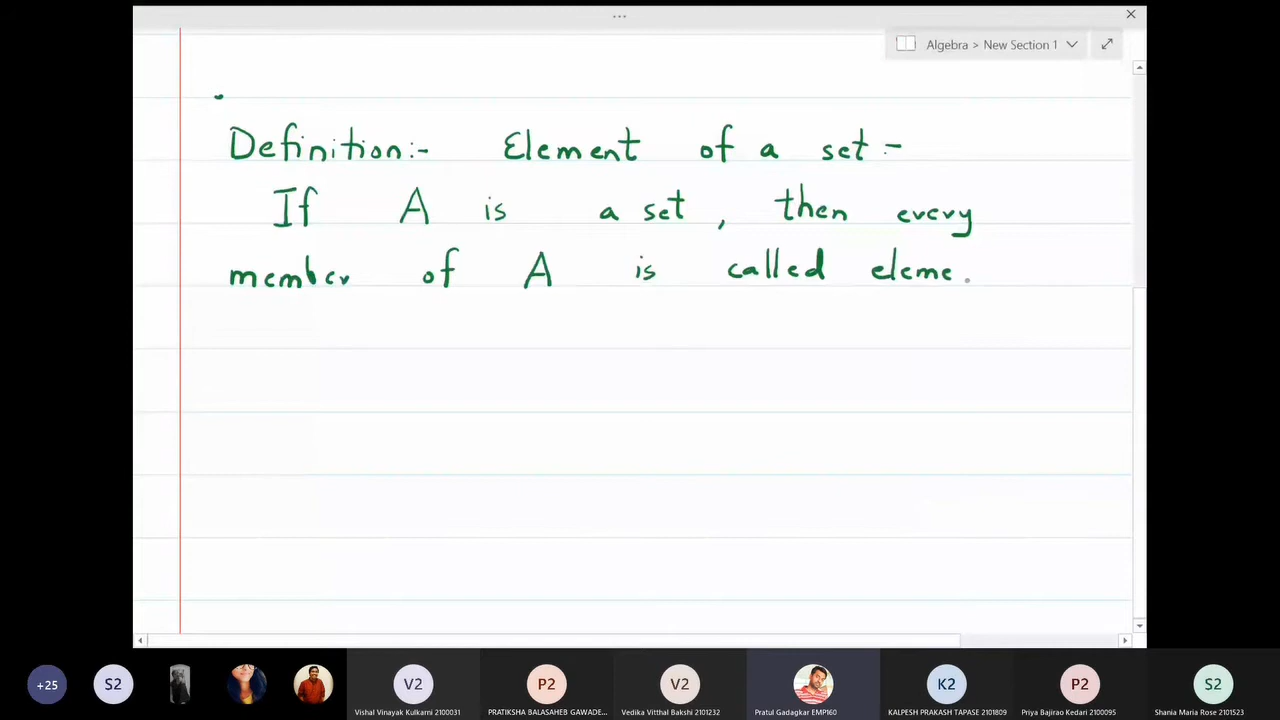 Algebra > New Section 1
Definition:- Element of a set:-
If A is a set, then every
member of A is called eleme
+25
S2
V2
P2
V2
K2
P2
S2
Vishal Vinayak Kulkarni 2100031
PRATIKSHA BALASAHEB GAWADE...
Vedika Vitthal Bakshi 2101232
Pratul Gadagkar EMP160
KALPESH PRAKASH TAPASE 2101809
Priya Bajirao Kedari 2100095
Shania Maria Rose 2101523